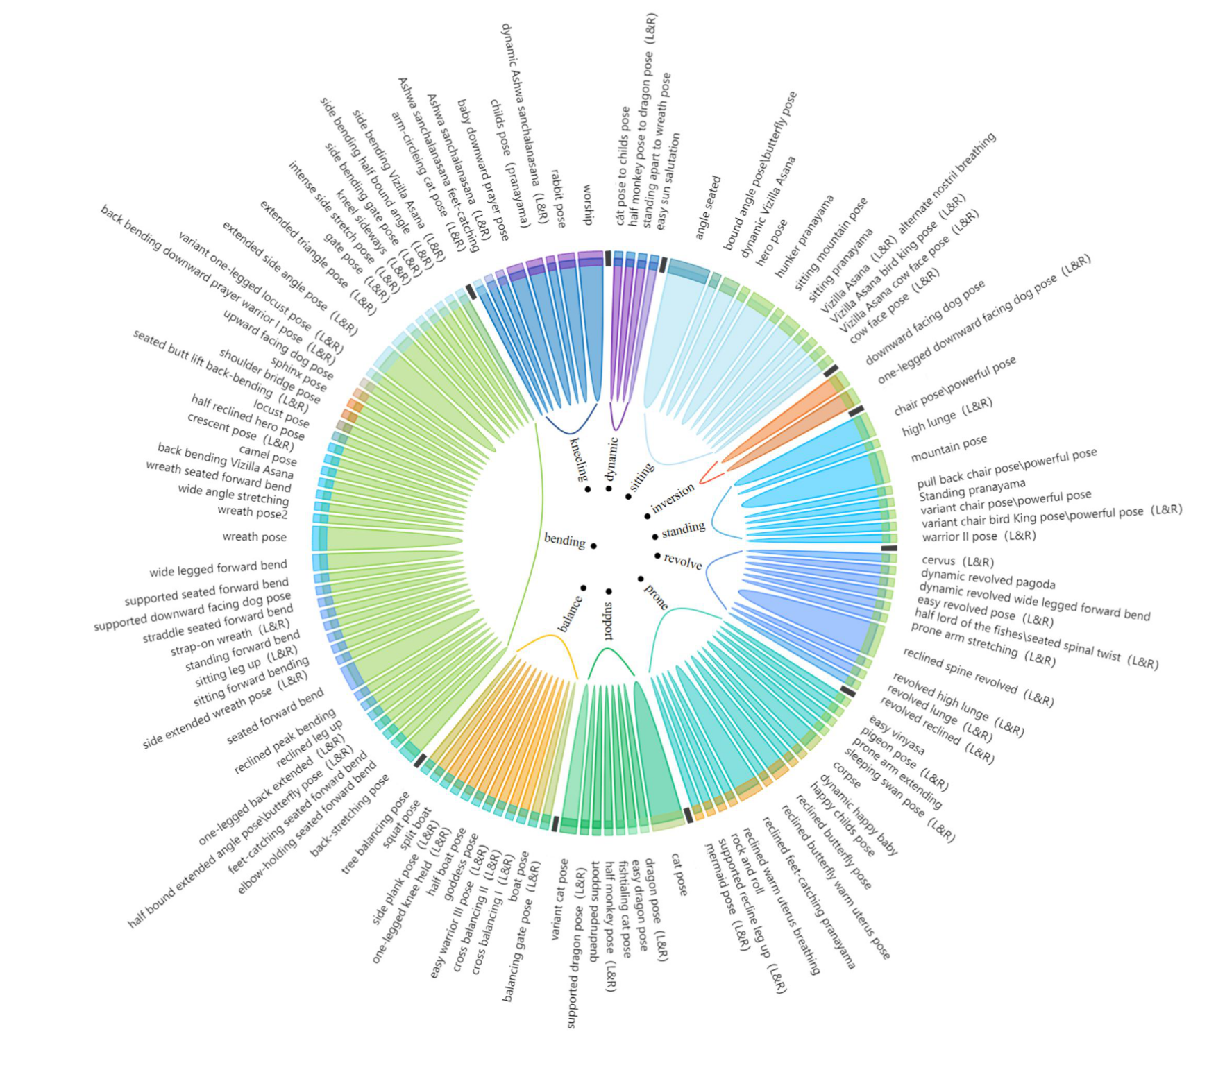 cat pose to childs pose
half monkey pose to dragon pose (L&R)
standing apart to wreath pose
easy sun salutation
angle seated
bound angle pose\butterfly pose
dynamic Vizilla Asana
hero pose
hunker pranayama
sitting mountain pose
sitting pranayama
Vizilla Asana (L&R) alternate nostril breathing
Vizilla Asana bird king pose (L&R)
Vizilla Asana cow face pose (L&R)
cow face pose (L&R)
downward facing dog pose
one-legged downward facing dog pose (L&R)
chair\powerful pose
high lunge (L&R)
mountain pose
pull back chair pose\powerful pose
Standing pranayama
variant chair pose\powerful pose
variant chair bird King pose\powerful pose (L&R)
warrior II pose (L&R)
cervus (L&R)
dynamic revolved pagoda
dynamic revolved wide legged forward bend
easy revolved pose (L&R)
half lord of the fishes\seated spinal twist (L&R)
prone arm stretching (L&R)
reclined spine revolved (L&R)
revolved high lunge (L&R)
revolved lunge (L&R)
revolved reclined (L&R)
easy vinyasa
pigeon pose (L&R)
prone arm extending
sleeping swan pose (L&R)
corpse
dynamic happy baby
happy childs pose
reclined butterfly pose
reclined butterfly warm uterus pose
reclined feet-catching pranayama
reclined warm uterus breathing
rock and roll
supported recline leg up (L&R)
mermaid pose (L&R)
cat pose
dragon pose (L&R)
easy dragon pose
fishtialing cat pose
half monkey pose (L&R)
quadruped support
supported dragon pose (L&R)
variant cat pose
balancing gate pose (L&R)
boat pose
cross balancing I (L&R)
cross balancing II (L&R)
easy warrior III pose (L&R)
goddess pose
half boat pose
one-legged knee held (L&R)
side plank pose (L&R)
split boat
squat pose
tree balancing pose
back-stretching pose
elbow-holding seated forward bend
feet-catching seated forward bend
half bound extended angle pose\butterfly pose (L&R)
one-legged back extended (L&R)
reclined leg up
reclined peak bending
seated forward bend
side extended wreath pose (L&R)
sitting forward bending
sitting leg up (L&R)
standing forward bend
strap-on wreath (L&R)
straddle seated forward bend
supported downward facing dog pose
supported seated forward bend
wide legged forward bend
wreath pose
wreath pose2
wide angle stretching
wreath seated forward bend
back bending Vizilla Asana
camel pose
crescent pose (L&R)
half reclined hero pose
locust pose
seated butt lift back-bending (L&R)
shoulder bridge pose
sphinx pose
upward facing dog pose
back bending downward prayer warrior I pose (L&R)
variant one-legged locust pose (L&R)
extended side angle pose (L&R)
extended triangle pose (L&R)
gate pose (L&R)
intense side stretch pose (L&R)
kneel sideways (L&R)
side bending gate pose (L&R)
side bending half bound angle (L&R)
side bending Vizilla Asana (L&R)
Ashwa sanchalanasana feet-catching
arm-circleing cat pose (L&R)
Ashwa sanchalanasana (L&R)
baby downward prayer pose
childs pose (pranayama)
dynamic Ashwa sanchalanasana (L&R)
rabbit pose
worship
kneeling
dynamic
sitting
inversion
standing
revolve
prone
support
balance
bending